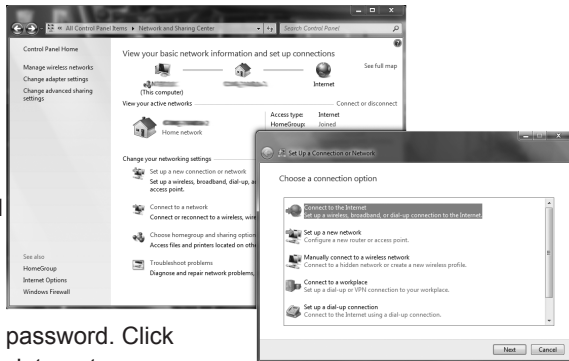 « All Control Panel Items ▸ Network and Sharing Center
Search Control Panel
Control Panel Home
Manage wireless networks
Change adapter settings
Change advanced sharing
settings
See also
HomeGroup
Internet Options
Windows Firewall
View your basic network information and set up connections
See full map
(This computer)
Internet
View your active networks
Connect or disconnect
Home network
Access type: Internet
HomeGroup: Joined
Change your networking settings
Set up a new connection or network
Set up a wireless, broadband, dial-up, a
access point.
Connect to a network
Connect or reconnect to a wireless, wire
Choose homegroup and sharing option
Access files and printers located on othe
Troubleshoot problems
Diagnose and repair network problems,
Set Up a Connection or Network
Choose a connection option
Connect to the Internet
Set up a wireless, broadband, or dial-up connection to the Internet.
Set up a new network
Configure a new router or access point.
Manually connect to a wireless network
Connect to a hidden network or create a new wireless profile.
Connect to a workplace
Set up a dial-up or VPN connection to your workplace.
Set up a dial-up connection
Connect to the Internet using a dial-up connection.
Next
Cancel
password. Click